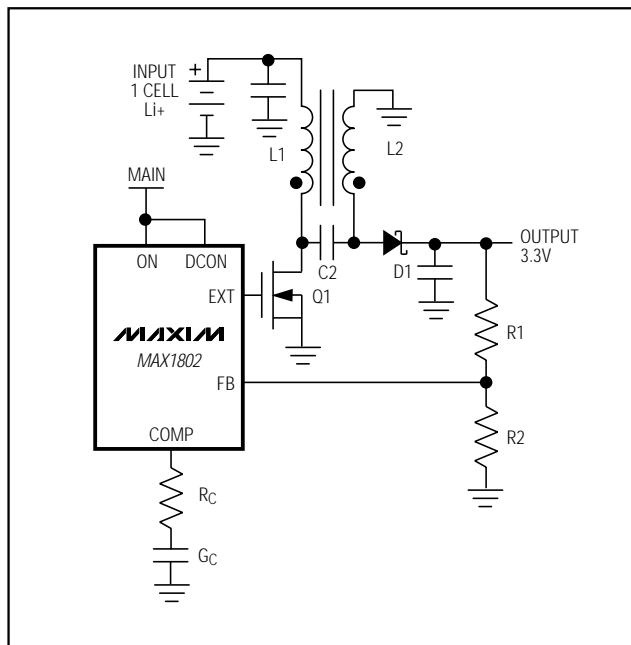 INPUT
1 CELL
Li+
+
L1
L2
MAIN
ON
DCON
EXT
C2
Q1
D1
OUTPUT
3.3V
MAXIM
MAX1802
FB
R1
COMP
R2
RC
GC